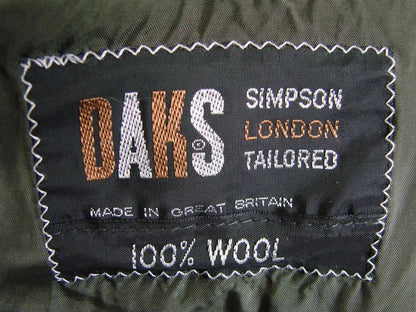 DAKS©
SIMPSON
LONDON
TAILORED
MADE IN GREAT BRITAIN
100% WOOL